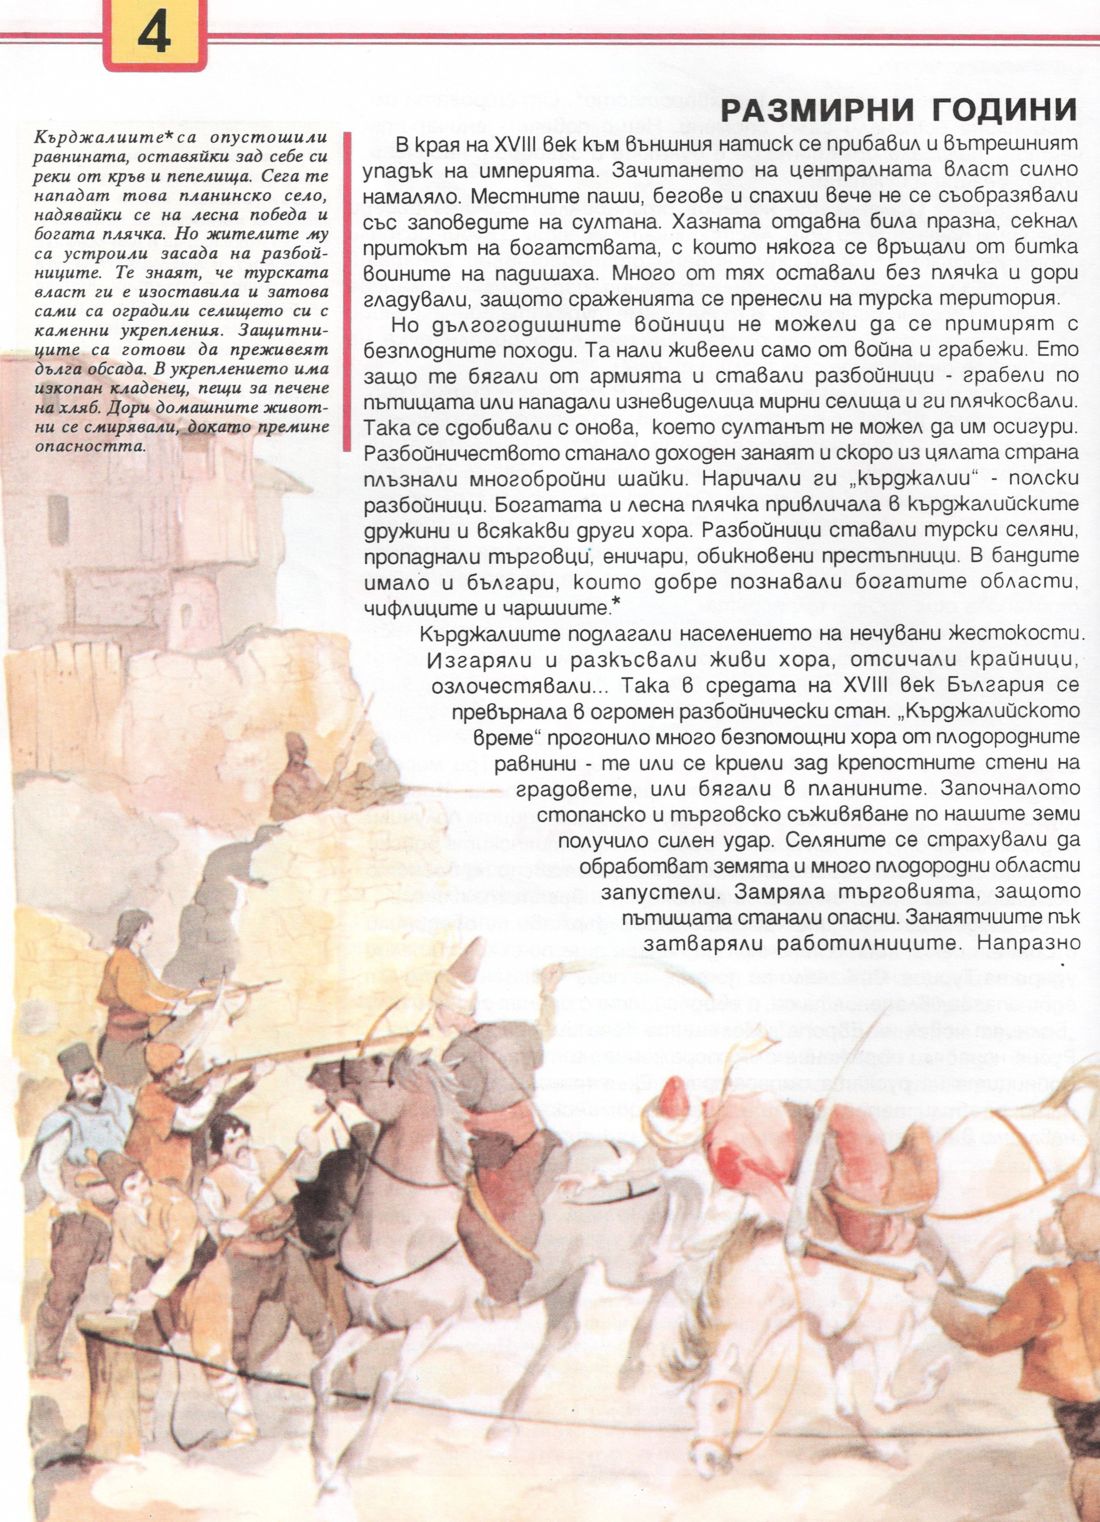 4
РАЗМИРНИ ГОДИНИ
Кърджалиите* са опустошили
равнината, оставяйки зад себе си
реки от кръв и пепелища. Сега те
нападат това планинско село,
надявайки се на лесна победа и
богата плячка. Но жителите му
са устроили засада на разбой-
ниците. Те знаят, че турската
власт ги е изоставила и затова
сами са оградили селището си с
каменни укрепления. Защитни-
ците са готови да преживеят
дълга обсада. В укреплението има
изкопан кладенец, пещи за печене
на хляб. Дори домашните живот-
ни се смирявали, докато премине
опасността.
В края на XVIII век към външния натиск се прибавил и вътрешният
упадък на империята. Зачитането на централната власт силно
намаляло. Местните паши, бегове и спахии вече не се съобразявали
със заповедите на султана. Хазната отдавна била празна, секнал
притокът на богатствата, с които някога се връщали от битка
воините на падишаха. Много от тях оставали без плячка и дори
гладували, защото сраженията се пренесли на турска територия.
Но дългогодишните войници не можели да се примирят с
безплодните походи. Та нали живеели само от война и грабежи. Ето
защо те бягали от армията и ставали разбойници - грабели по
пътищата или нападали изневиделица мирни селища и ги плячкосвали.
Така се сдобивали с онова, което султанът не можел да им осигури.
Разбойничеството станало доходен занаят и скоро из цялата страна
плъзнали многобройни шайки. Наричали ги „кърджалии“ - полски
разбойници. Богатата и лесна плячка привличала в кърджалийските
дружини и всякакви други хора. Разбойници ставали турски селяни,
пропаднали търговци, еничари, обикновени престъпници. В бандите
имало и българи, които добре познавали богатите области,
чифлиците и чаршиите.*
Кърджалиите подлагали населението на нечувани жестокости.
Изгаряли и разкъсвали живи хора, отсичали крайници,
озлочестявали... Така в средата на XVIII век България се
превърнала в огромен разбойнически стан. „Кърджалийското
време“ прогонило много безпомощни хора от плодородните
равнини - те или се криели зад крепостните стени на
градовете, или бягали в планините. Започналото
стопанско и търговско съживяване по нашите земи
получило силен удар. Селяните се страхували да
обработват земята и много плодородни области
запустели. Замряла търговията, защото
пътищата станали опасни. Занаятчиите пък
затваряли работилниците. Напразно